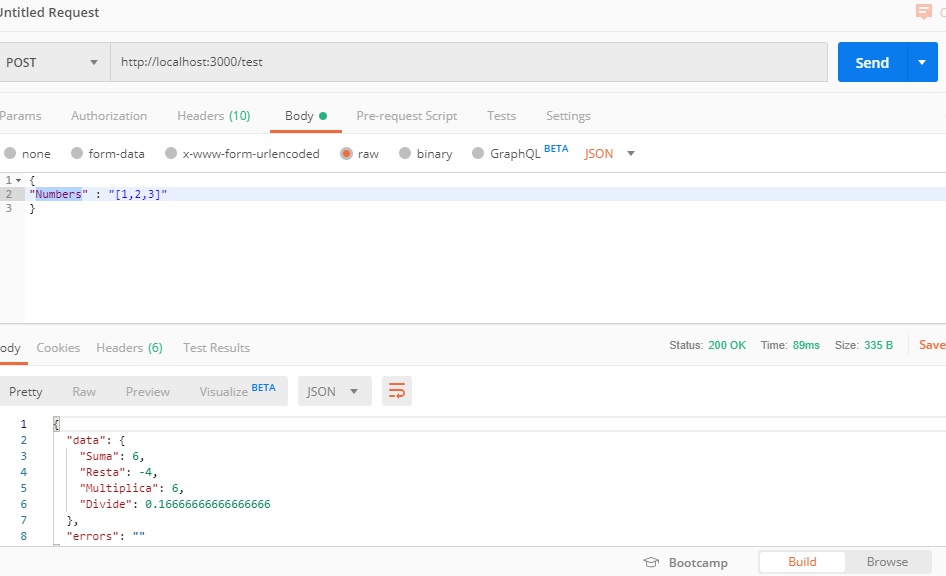 Untitled Request
POST http://localhost:3000/test Send
Params Authorization Headers (10) Body Pre-request Script Tests Settings
none form-data x-www-form-urlencoded raw binary GraphQL BETA JSON
1 {
2 "Numbers" : "[1,2,3]"
3 }
Body Cookies Headers (6) Test Results Status: 200 OK Time: 89ms Size: 335 B Save
Pretty Raw Preview Visualize BETA JSON
1 {
2 "data": {
3 "Suma": 6,
4 "Resta": -4,
5 "Multiplica": 6,
6 "Divide": 0.16666666666666666
7 },
8 "errors": ""
Bootcamp Build Browse